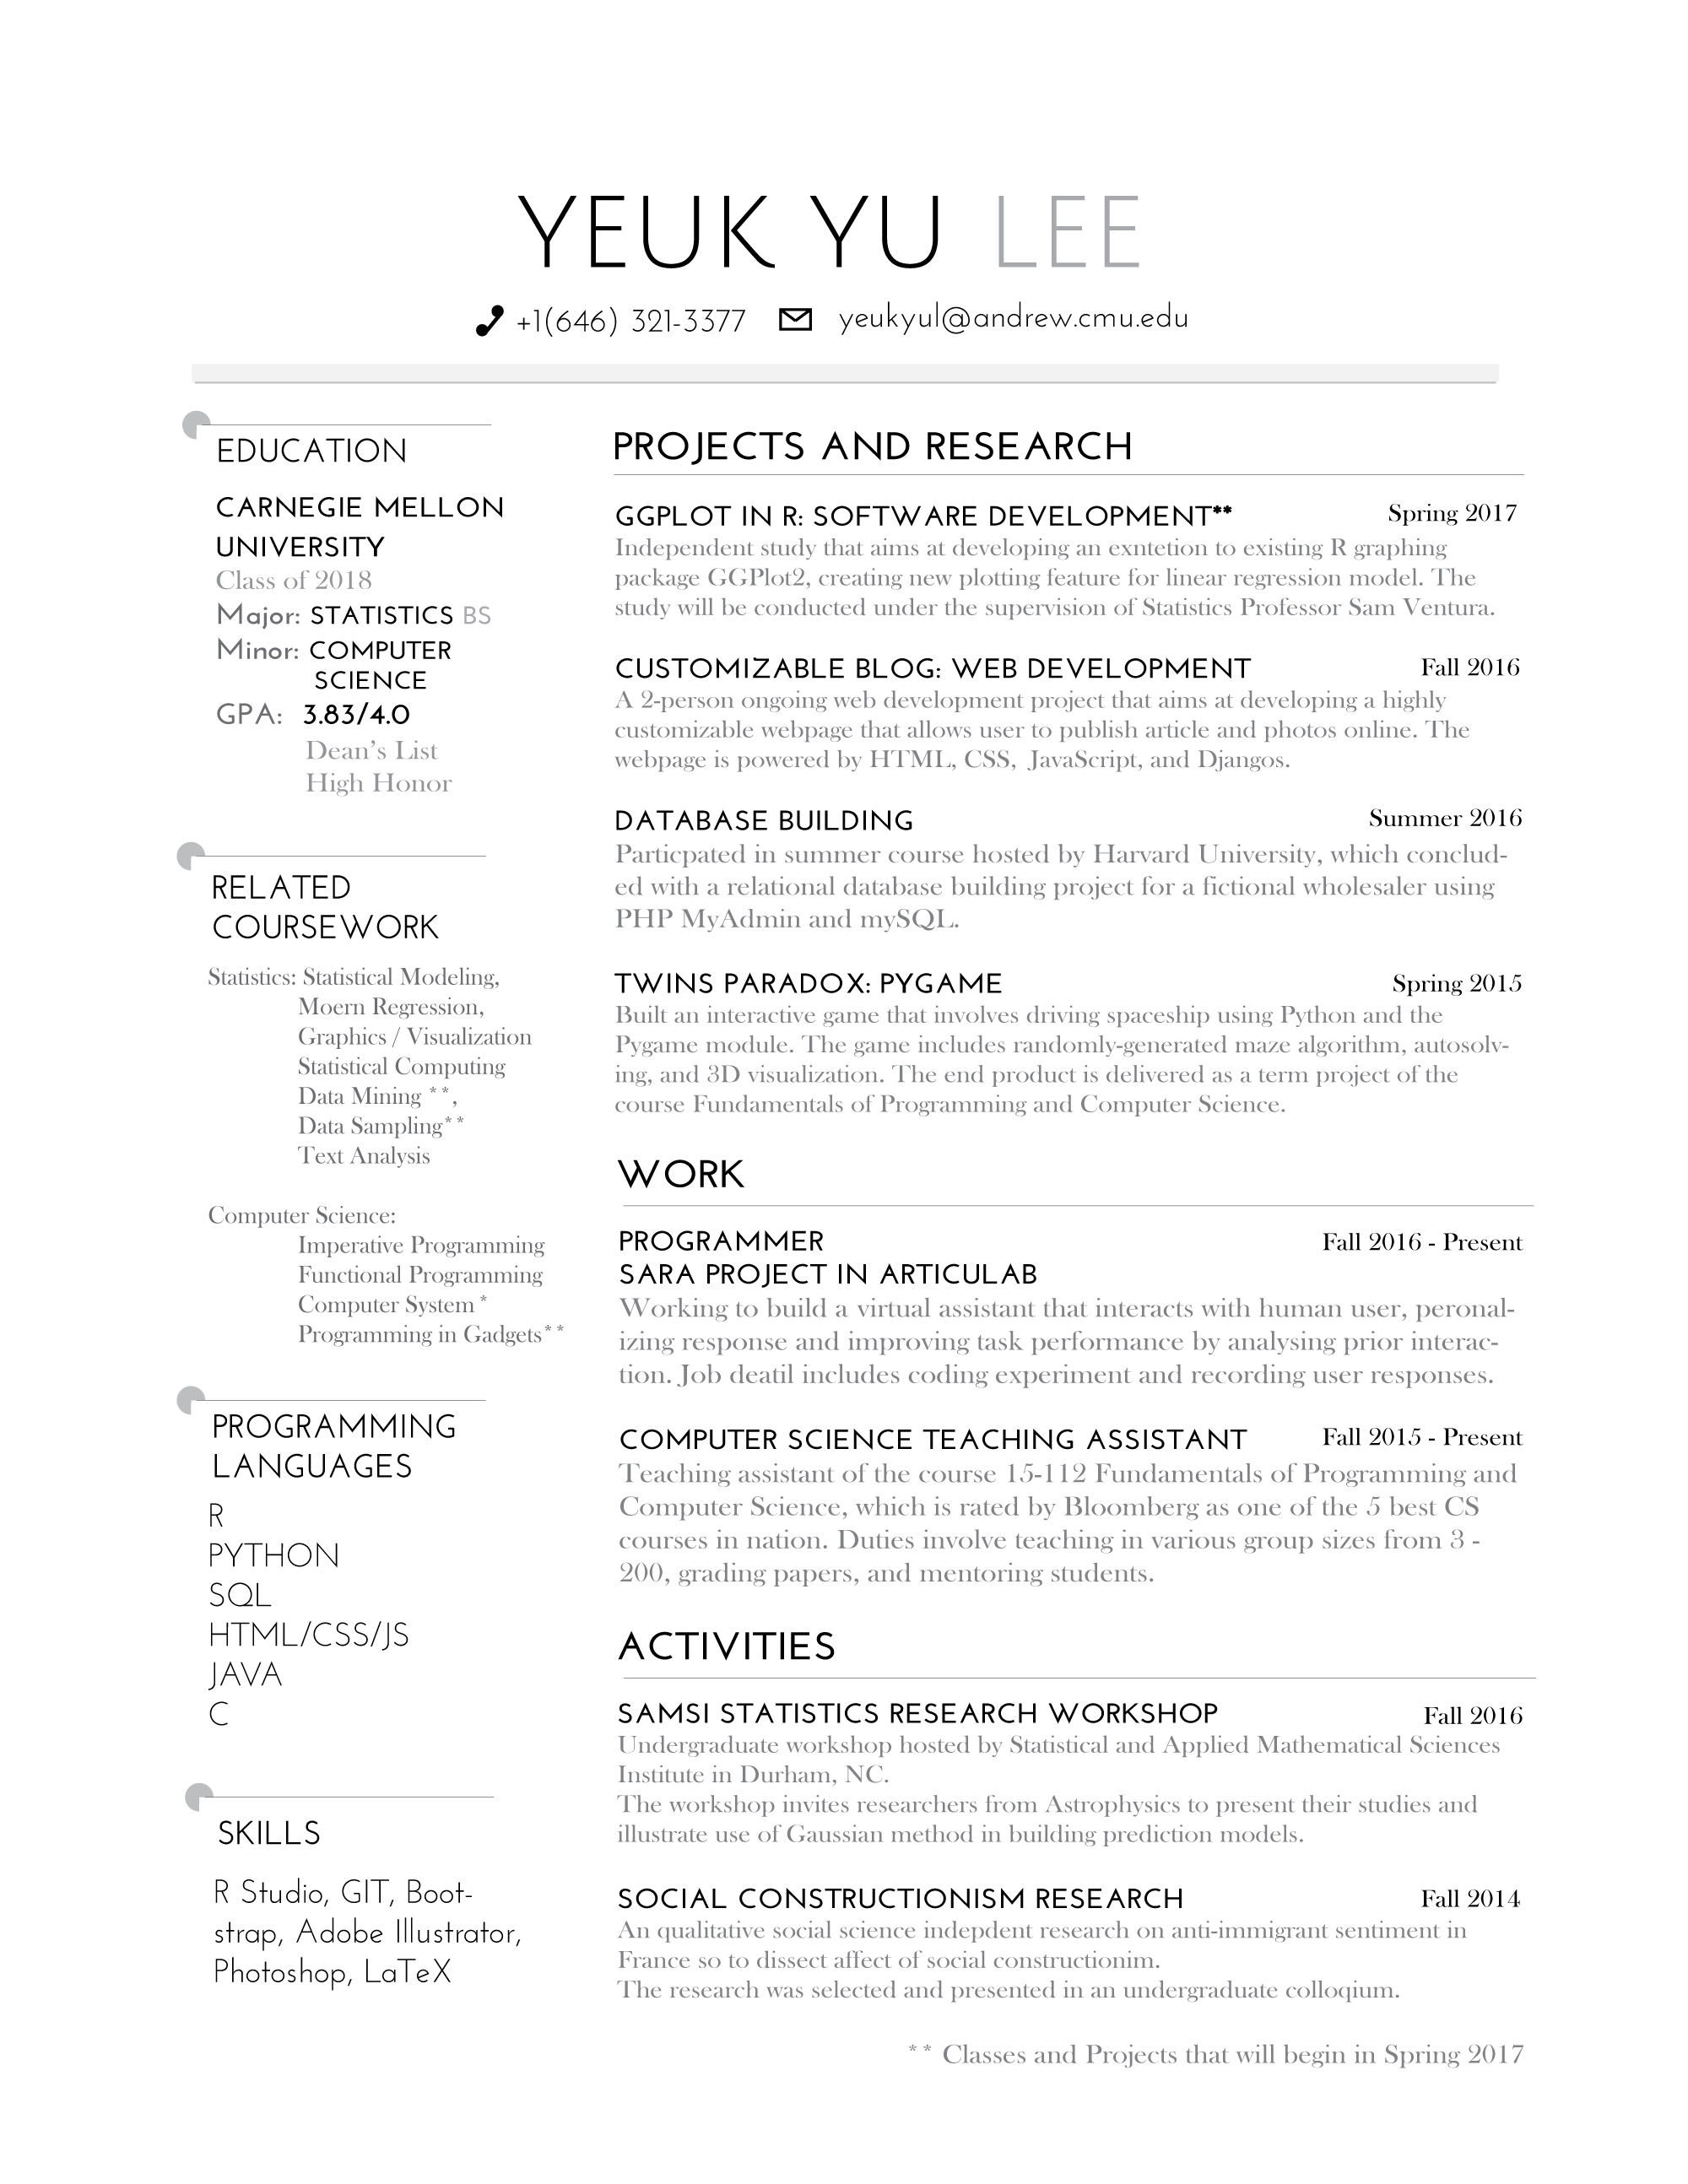 YEUK YU LEE
+1(646) 321-3377 yeukyul@andrew.cmu.edu
EDUCATION
CARNEGIE MELLON
UNIVERSITY
Class of 2018
Major: STATISTICS BS
Minor: COMPUTER
SCIENCE
GPA: 3.83/4.0
Dean's List
High Honor
RELATED
COURSEWORK
Statistics: Statistical Modeling,
Moern Regression,
Graphics / Visualization
Statistical Computing
Data Mining **,
Data Sampling**
Text Analysis
Computer Science:
Imperative Programming
Functional Programming
Computer System *
Programming in Gadgets**
PROGRAMMING
LANGUAGES
R
PYTHON
SQL
HTML/CSS/JS
JAVA
C
SKILLS
R Studio, GIT, Boot-
strap, Adobe Illustrator,
Photoshop, LaTeX
PROJECTS AND RESEARCH
GGPLOT IN R: SOFTWARE DEVELOPMENT** Spring 2017
Independent study that aims at developing an exntetion to existing R graphing
package GGPlot2, creating new plotting feature for linear regression model. The
study will be conducted under the supervision of Statistics Professor Sam Ventura.
CUSTOMIZABLE BLOG: WEB DEVELOPMENT Fall 2016
A 2-person ongoing web development project that aims at developing a highly
customizable webpage that allows user to publish article and photos online. The
webpage is powered by HTML, CSS, JavaScript, and Djangos.
DATABASE BUILDING Summer 2016
Particpated in summer course hosted by Harvard University, which conclud-
ed with a relational database building project for a fictional wholesaler using
PHP MyAdmin and mySQL.
TWINS PARADOX: PYGAME Spring 2015
Built an interactive game that involves driving spaceship using Python and the
Pygame module. The game includes randomly-generated maze algorithm, autosolv-
ing, and 3D visualization. The end product is delivered as a term project of the
course Fundamentals of Programming and Computer Science.
WORK
PROGRAMMER Fall 2016 - Present
SARA PROJECT IN ARTICULAB
Working to build a virtual assistant that interacts with human user, peronal-
izing response and improving task performance by analysing prior interac-
tion. Job deatil includes coding experiment and recording user responses.
COMPUTER SCIENCE TEACHING ASSISTANT Fall 2015 - Present
Teaching assistant of the course 15-112 Fundamentals of Programming and
Computer Science, which is rated by Bloomberg as one of the 5 best CS
courses in nation. Duties involve teaching in various group sizes from 3 -
200, grading papers, and mentoring students.
ACTIVITIES
SAMSI STATISTICS RESEARCH WORKSHOP Fall 2016
Undergraduate workshop hosted by Statistical and Applied Mathematical Sciences
Institute in Durham, NC.
The workshop invites researchers from Astrophysics to present their studies and
illustrate use of Gaussian method in building prediction models.
SOCIAL CONSTRUCTIONISM RESEARCH Fall 2014
An qualitative social science indepdent research on anti-immigrant sentiment in
France so to dissect affect of social constructionim.
The research was selected and presented in an undergraduate colloqium.
** Classes and Projects that will begin in Spring 2017